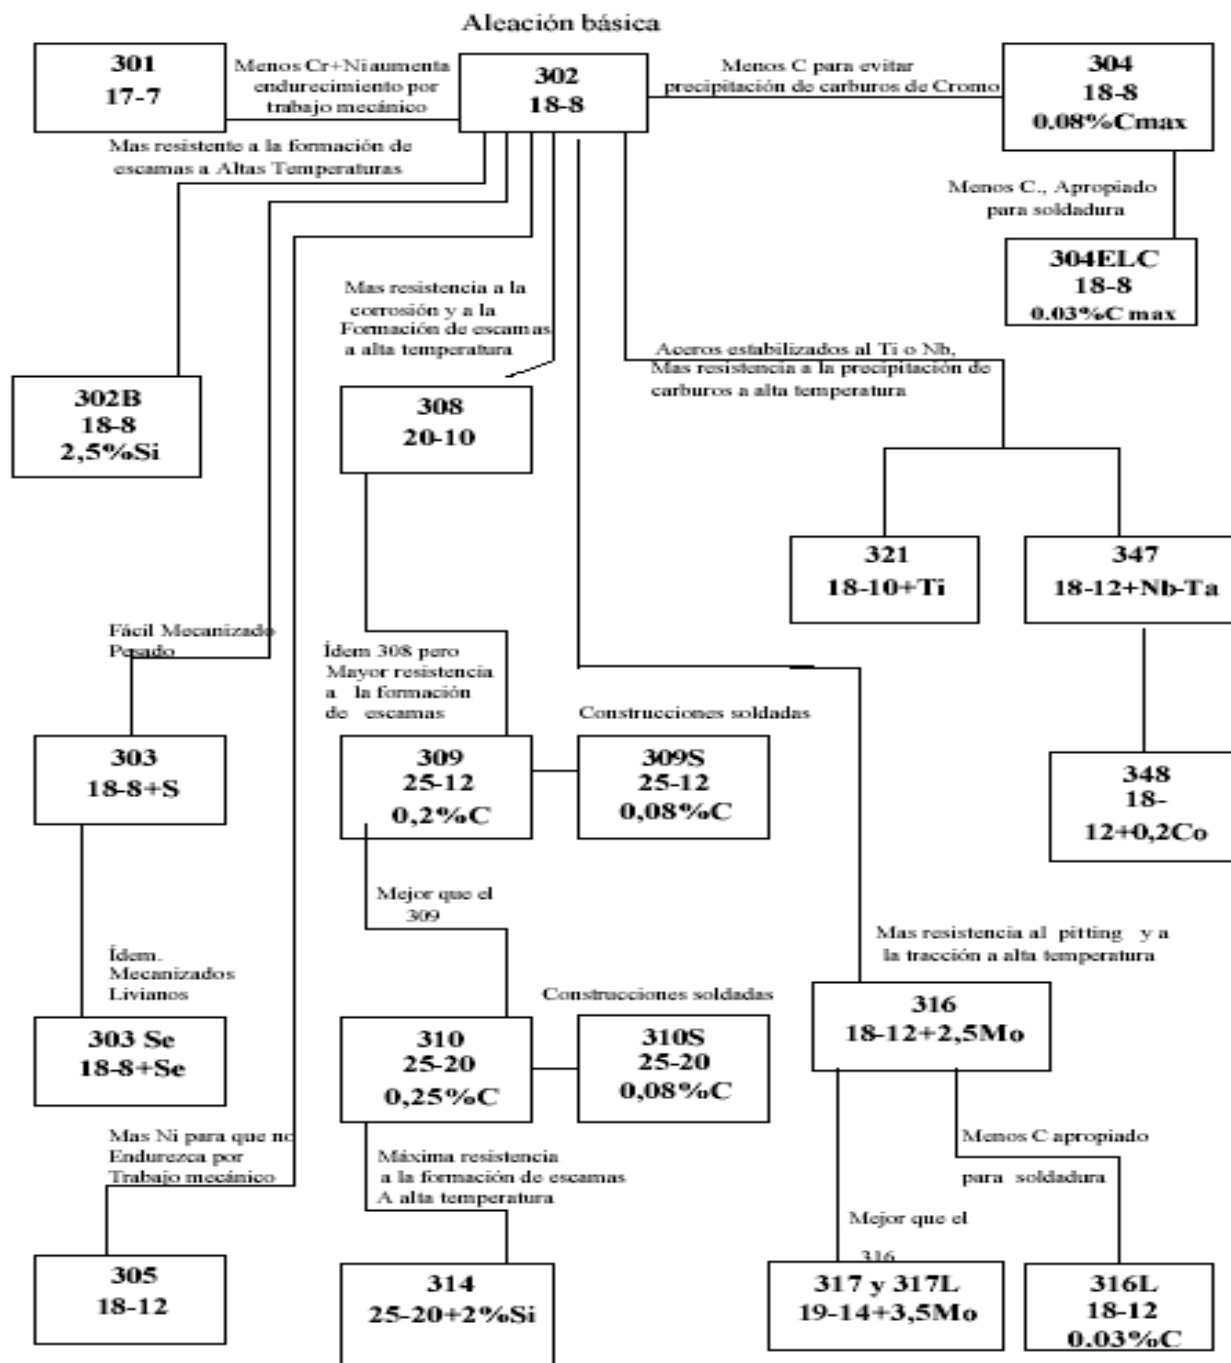 Aleación básica
301
17-7
Menos Cr+Niaumenta
endurecimiento por
trabajo mecánico
302
18-8
Menos C para evitar
precipitación de carburos de Cromo
304
18-8
0.08%Cmax
Mas resistente a la formación de
escamas a Altas Temperaturas
Menos C., Apropiado
para soldadura
304ELC
18-8
0.03%C max
Mas resistencia a la
corrosión y a la
Formación de escamas
a alta temperatura
Aceros estabilizados al Ti o Nb,
Mas resistencia a la precipitación de
carburos a alta temperatura
302B
18-8
2,5%Si
308
20-10
321
18-10+Ti
347
18-12+Nb-Ta
Fácil Mecanizado
Pesado
Ídem 308 pero
Mayor resistencia
a la formación
de escamas
Construcciones soldadas
303
18-8+S
309
25-12
0,2%C
309S
25-12
0,08%C
348
18-
12+0,2Co
Mejor que el
309
Mas resistencia al pitting y a
la tracción a alta temperatura
Ídem.
Mecanizados
Livianos
Construcciones soldadas
303 Se
18-8+Se
310
25-20
0,25%C
310S
25-20
0,08%C
316
18-12+2,5Mo
Mas Ni para que no
Endurezca por
Trabajo mecánico
Máxima resistencia
a la formación de escamas
A alta temperatura
Menos C apropiado
para soldadura
Mejor que el
316
305
18-12
314
25-20+2%Si
317 y 317L
19-14+3,5Mo
316L
18-12
0.03%C